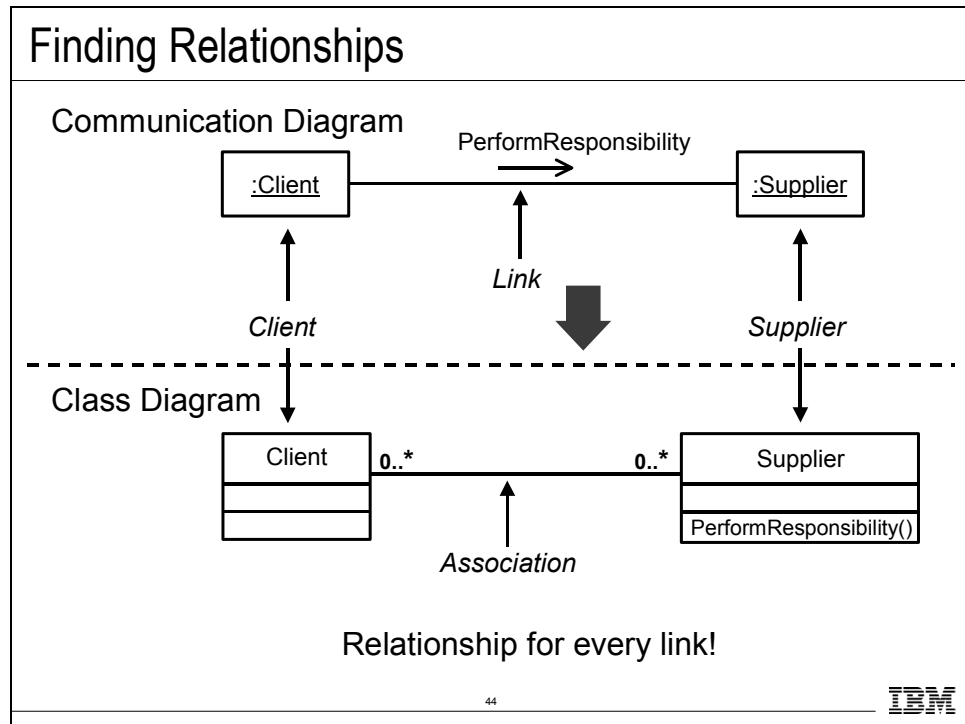 Finding Relationships
Communication Diagram
PerformResponsibility
:Client
:Supplier
Link
Client
Supplier
Class Diagram
Client
0..*
0..*
Supplier
PerformResponsibility()
Association
Relationship for every link!
44
IBM